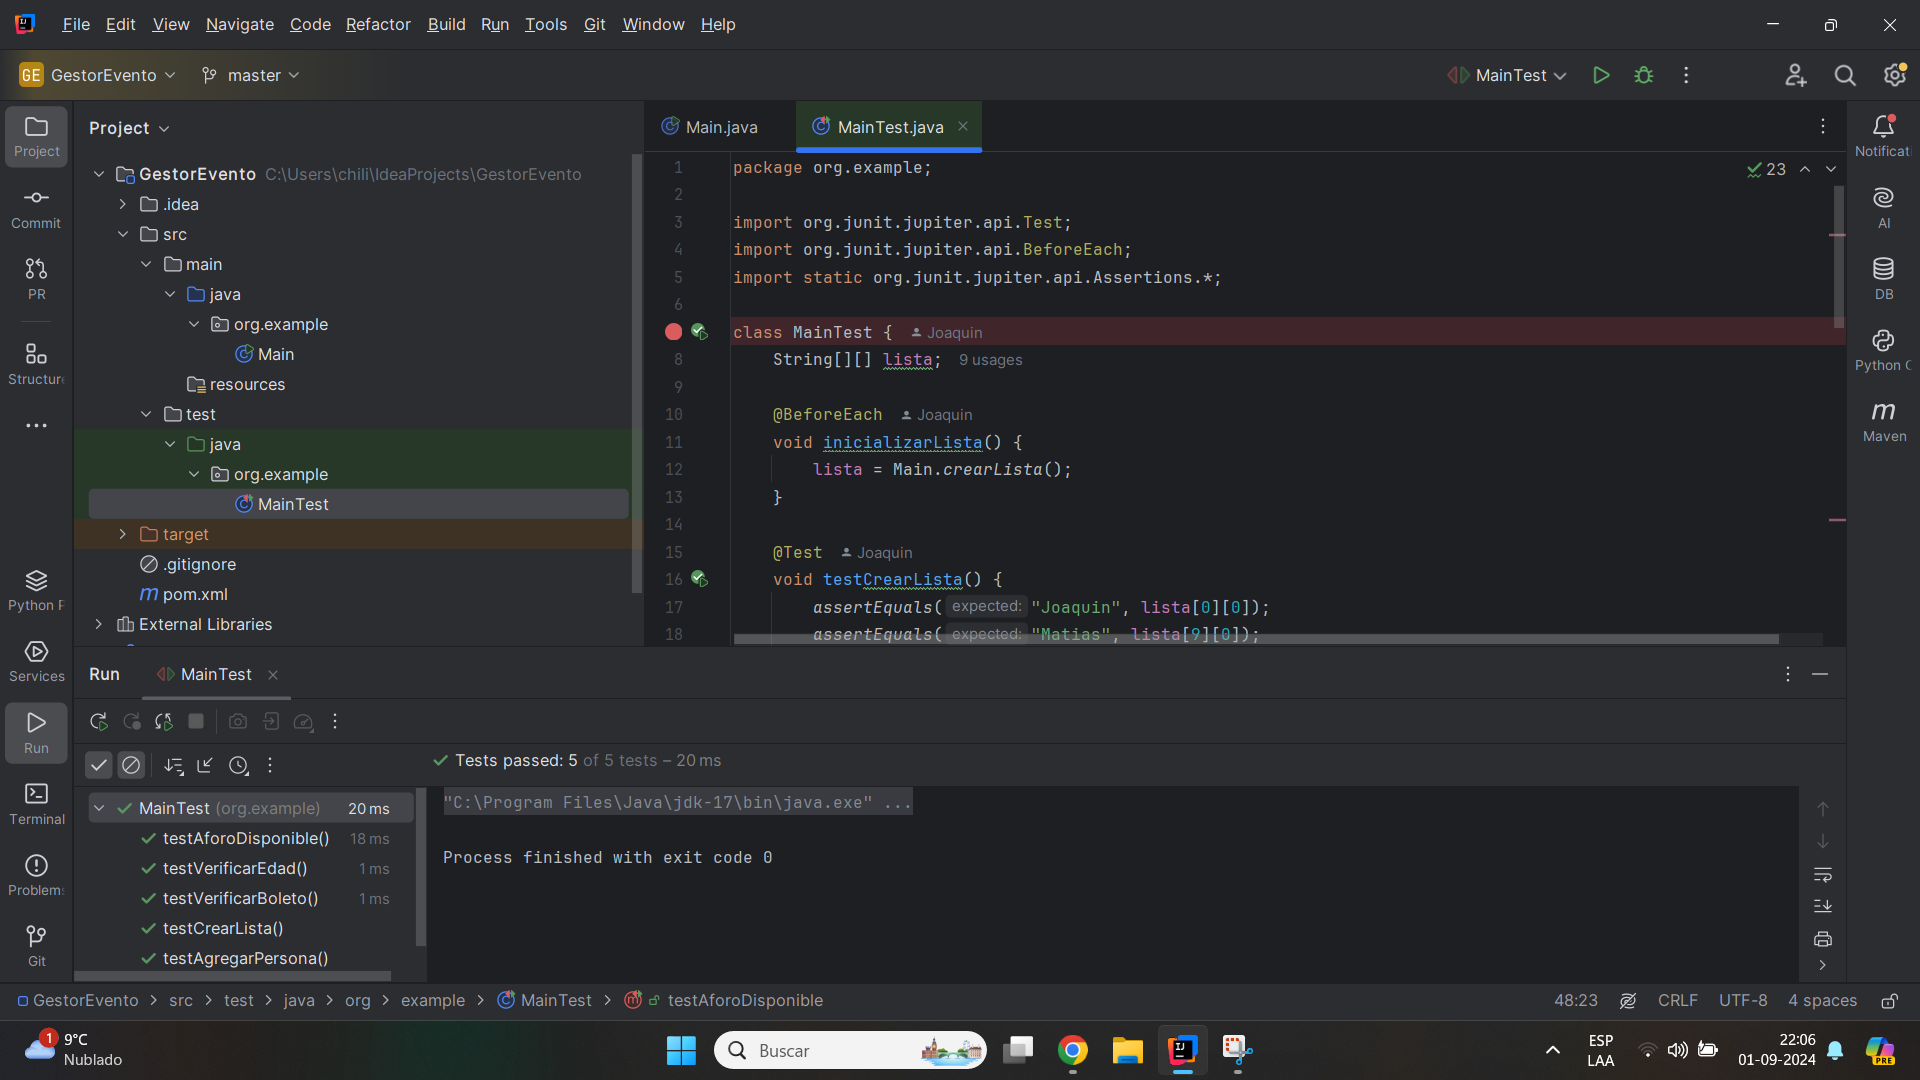 File Edit View Navigate Code Refactor Build Run Tools Git Window Help
GE GestorEvento master MainTest
Project
Commit
PR
Structure
Python P
Services
Run
Terminal
Problems
Git
Project
GestorEvento C:\Users\chili\IdeaProjects\GestorEvento
.idea
src
main
java
org.example
Main
resources
test
java
org.example
MainTest
target
.gitignore
m pom.xml
External Libraries
Main.java MainTest.java
23
1 package org.example;
2
3 import org.junit.jupiter.api.Test;
4 import org.junit.jupiter.api.BeforeEach;
5 import static org.junit.jupiter.api.Assertions.*;
6
class MainTest { Joaquin
8 String[][] lista; 9 usages
9
10 @BeforeEach Joaquin
11 void inicializarLista() {
12 lista = Main.crearLista();
13 }
14
15 @Test Joaquin
16 void testCrearLista() {
17 assertEquals( expected: "Joaquin", lista[0][0]);
18 assertEquals( expected: "Matias", lista[9][0]);
Notificat
AI
DB
Python C
m
Maven
Run MainTest
Tests passed: 5 of 5 tests – 20 ms
MainTest (org.example) 20 ms
testAforoDisponible() 18 ms
testVerificarEdad() 1 ms
testVerificarBoleto() 1 ms
testCrearLista()
testAgregarPersona()
"C:\Program Files\Java\jdk-17\bin\java.exe" ...
Process finished with exit code 0
GestorEvento > src > test > java > org > example > MainTest > testAforoDisponible
48:23 CRLF UTF-8 4 spaces
1 9°C
Nublado
Buscar
ESP
LAA
22:06
01-09-2024
PRE